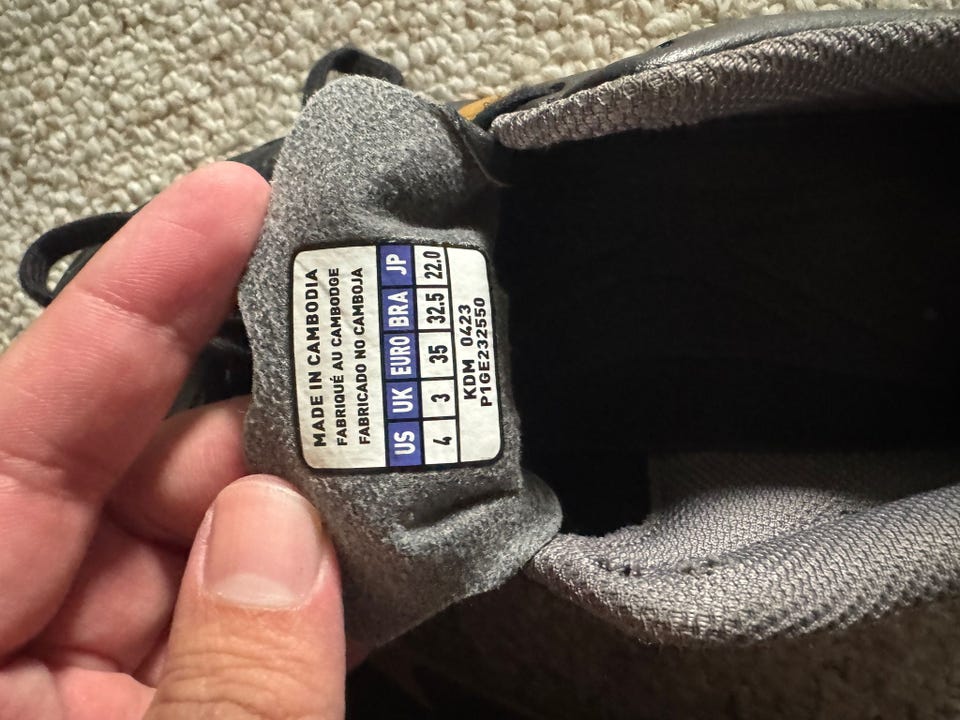 MADE IN CAMBODIA
FABRIQUÉ AU CAMBODGE
FABRICADO NO CAMBOJA
US UK EURO BRA JP
4 3 35 32.5 22.0
KDM 0423
P1GE232550